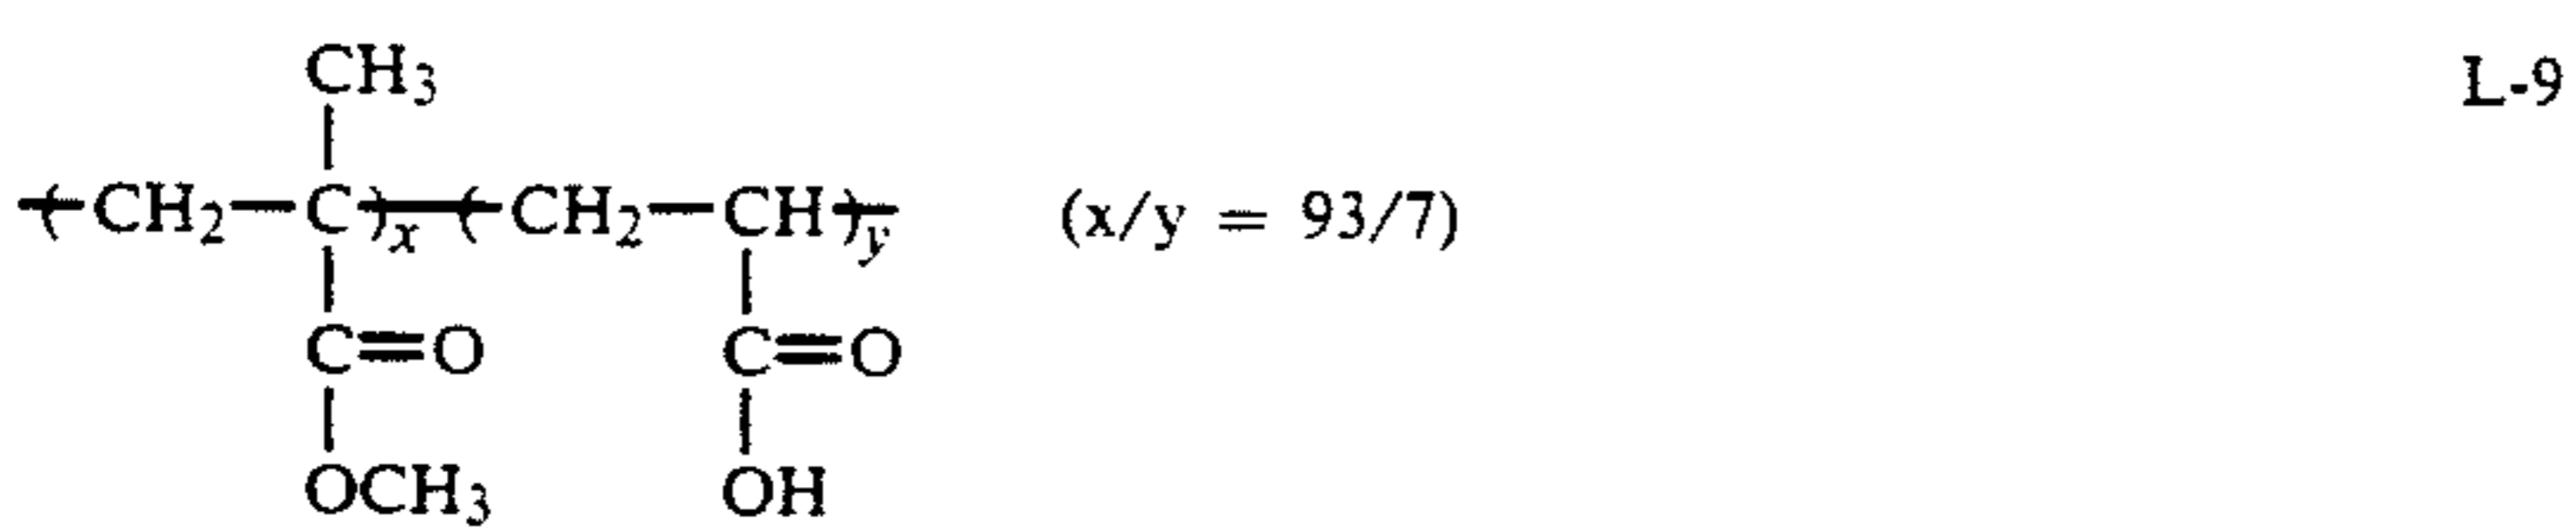 CH3 L-9
(CH2—C)x—(CH2—CH)y (x/y = 93/7)
C=O C=O
OCH3 OH